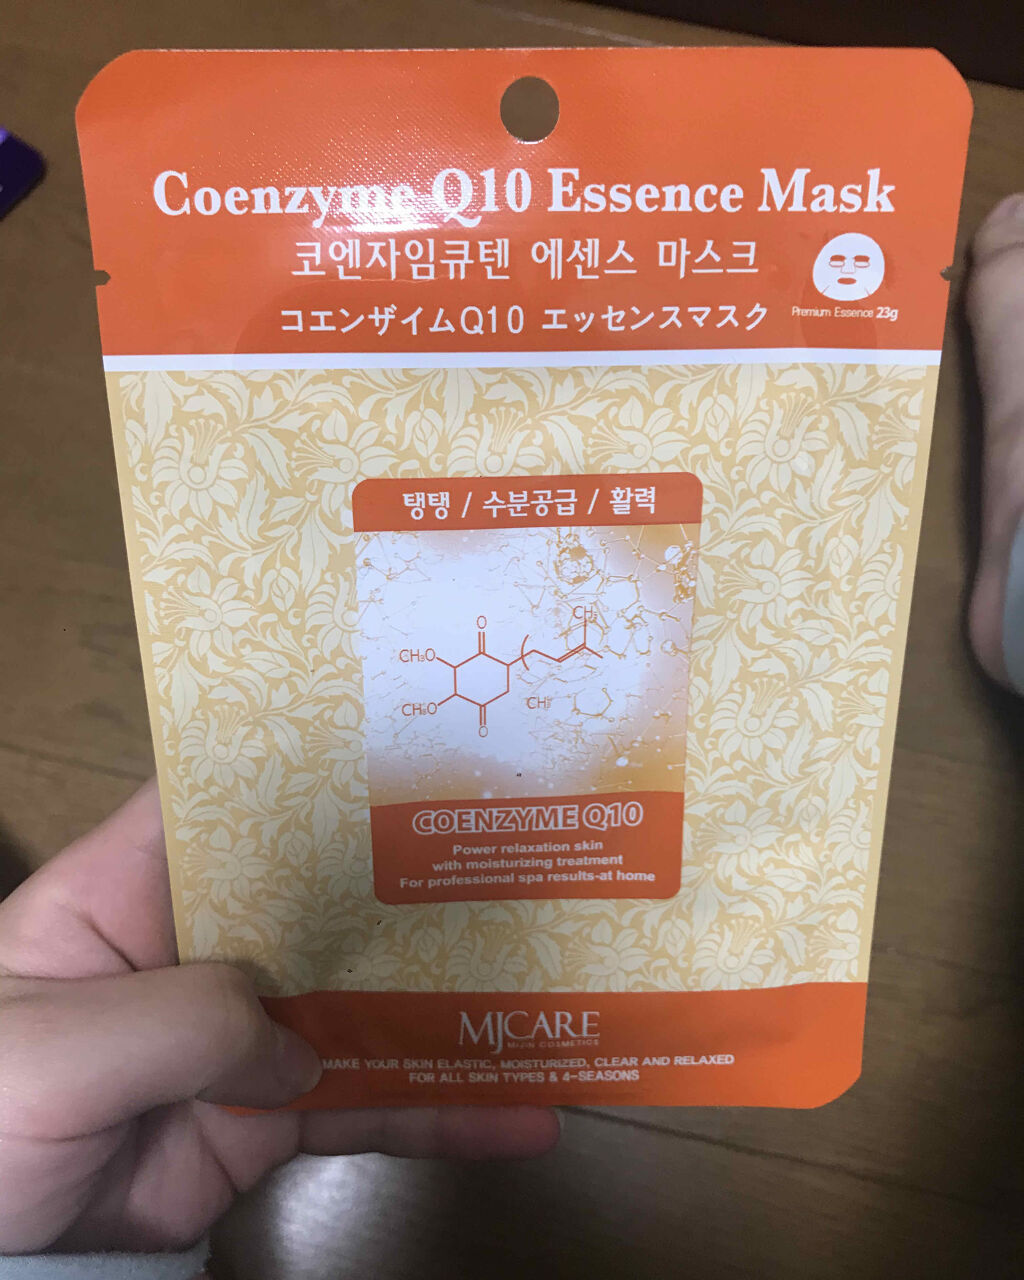 Coenzyme Q10 Essence Mask
코엔자임큐텐 에센스 마스크
コエンザイムQ10 エッセンスマスク
Premium Essence 23g
탱탱 / 수분공급 / 활력
O
CH₃
CH₃O
CH₃O
CH₃
O
COENZYME Q10
Power relaxation skin
with moisturizing treatment
For professional spa results-at home
MJCARE
MIJIN COSMETICS
MAKE YOUR SKIN ELASTIC, MOISTURIZED, CLEAR AND RELAXED
FOR ALL SKIN TYPES & 4-SEASONS